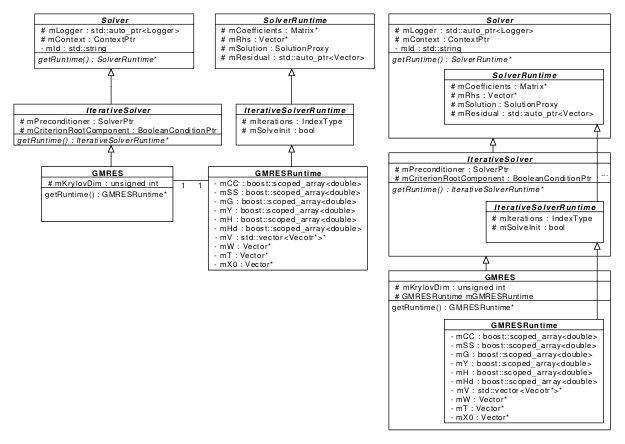 Solver
# mLogger : std::auto_ptr<Logger>
# mContext : ContextPtr
- mId : std::string
getRuntime() : SolverRuntime*
IterativeSolver
# mPreconditioner : SolverPtr
# mCriterionRootComponent : BooleanConditionPtr
getRuntime() : IterativeSolverRuntime*
GMRES
# mKrylovDim : unsigned int
getRuntime() : GMRESRuntime*
1 1
SolverRuntime
# mCoefficients : Matrix*
# mRhs : Vector*
# mSolution : SolutionProxy
# mResidual : std::auto_ptr<Vector>
IterativeSolverRuntime
# mIterations : IndexType
# mSolveInit : bool
GMRESRuntime
- mCC : boost::scoped_array<double>
- mSS : boost::scoped_array<double>
- mG : boost::scoped_array<double>
- mY : boost::scoped_array<double>
- mH : boost::scoped_array<double>
- mHd : boost::scoped_array<double>
- mV : std::vector<Vecotr*>*
- mW : Vector*
- mT : Vector*
- mX0 : Vector*
Solver
# mLogger : std::auto_ptr<Logger>
# mContext : ContextPtr
- mId : std::string
getRuntime() : SolverRuntime*
SolverRuntime
# mCoefficients : Matrix*
# mRhs : Vector*
# mSolution : SolutionProxy
# mResidual : std::auto_ptr<Vector>
IterativeSolver
# mPreconditioner : SolverPtr
# mCriterionRootComponent : BooleanConditionPtr
...
getRuntime() : IterativeSolverRuntime*
IterativeSolverRuntime
# mIterations : IndexType
# mSolveInit : bool
GMRES
# mKrylovDim : unsigned int
# GMRESRuntime mGMRESRuntime
getRuntime() : GMRESRuntime*
GMRESRuntime
- mCC : boost::scoped_array<double>
- mSS : boost::scoped_array<double>
- mG : boost::scoped_array<double>
- mY : boost::scoped_array<double>
- mH : boost::scoped_array<double>
- mHd : boost::scoped_array<double>
- mV : std::vector<Vecotr*>*
- mW : Vector*
- mT : Vector*
- mX0 : Vector*